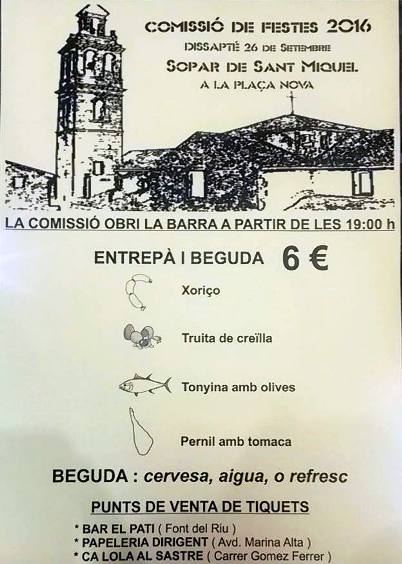 COMISSIÓ DE FESTES 2016
DISSAPTÉ 26 DE SETEMBRE
SOPAR DE SANT MIQUEL
A LA PLAÇA NOVA
LA COMISSIÓ OBRI LA BARRA A PARTIR DE LES 19:00 h
ENTREPÀ I BEGUDA 6 €
Xoriço
Truita de creïlla
Tonyina amb olives
Pernil amb tomaca
BEGUDA : cervesa, aigua, o refresc
PUNTS DE VENTA DE TIQUETS
* BAR EL PATI ( Font del Riu )
* PAPELERIA DIRIGENT ( Avd. Marina Alta )
* CA LOLA AL SASTRE ( Carrer Gomez Ferrer )